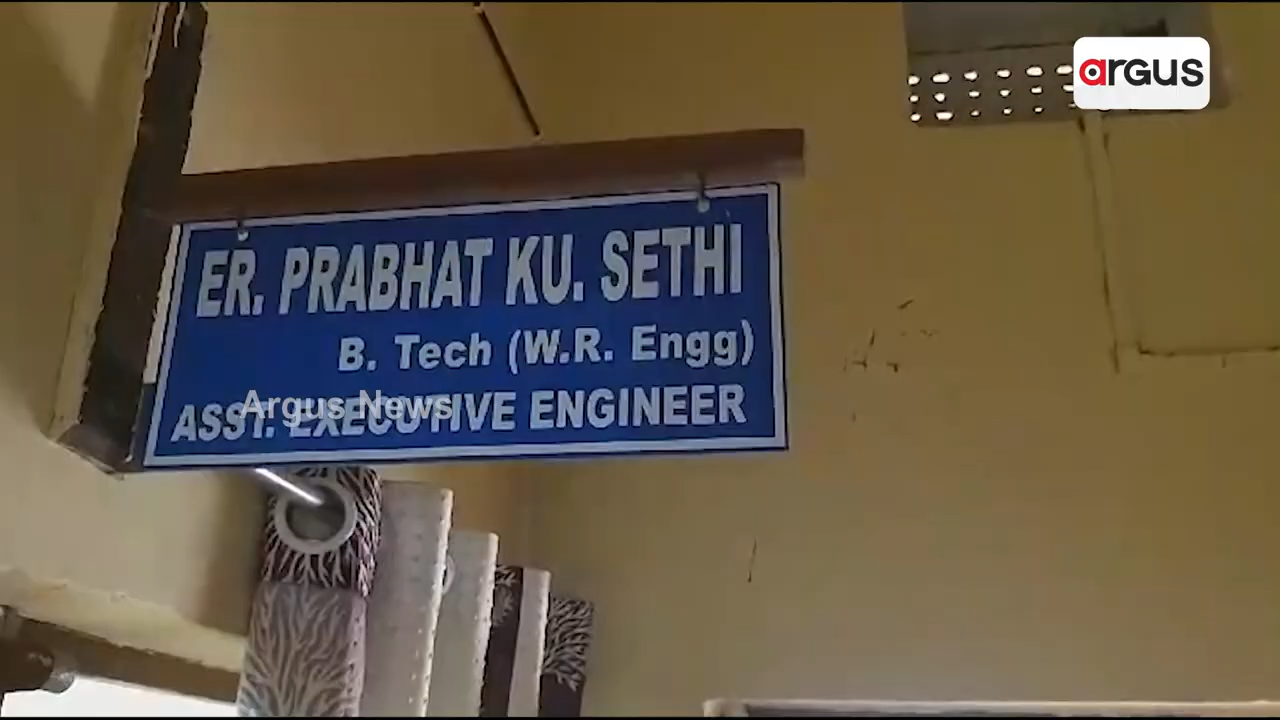 argus
ER. PRABHAT KU. SETHI
B. Tech (W.R. Engg)
ASST. EXECUTIVE ENGINEER
Argus News